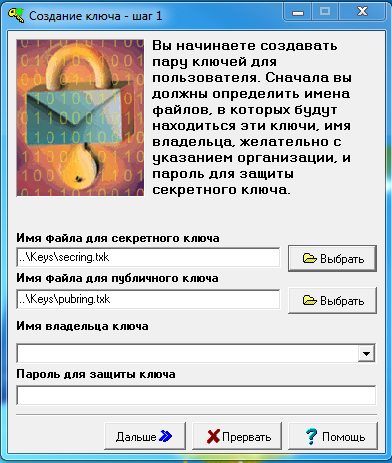 Создание ключа - шаг 1
Вы начинаете создавать
пару ключей для
пользователя. Сначала вы
должны определить имена
файлов, в которых будут
находиться эти ключи, имя
владельца, желательно с
указанием организации, и
пароль для защиты
секретного ключа.
Имя файла для секретного ключа
..\Keys\secring.txk
Выбрать
Имя файла для публичного ключа
..\Keys\pubring.txk
Выбрать
Имя владельца ключа
Пароль для защиты ключа
Дальше
Прервать
Помощь